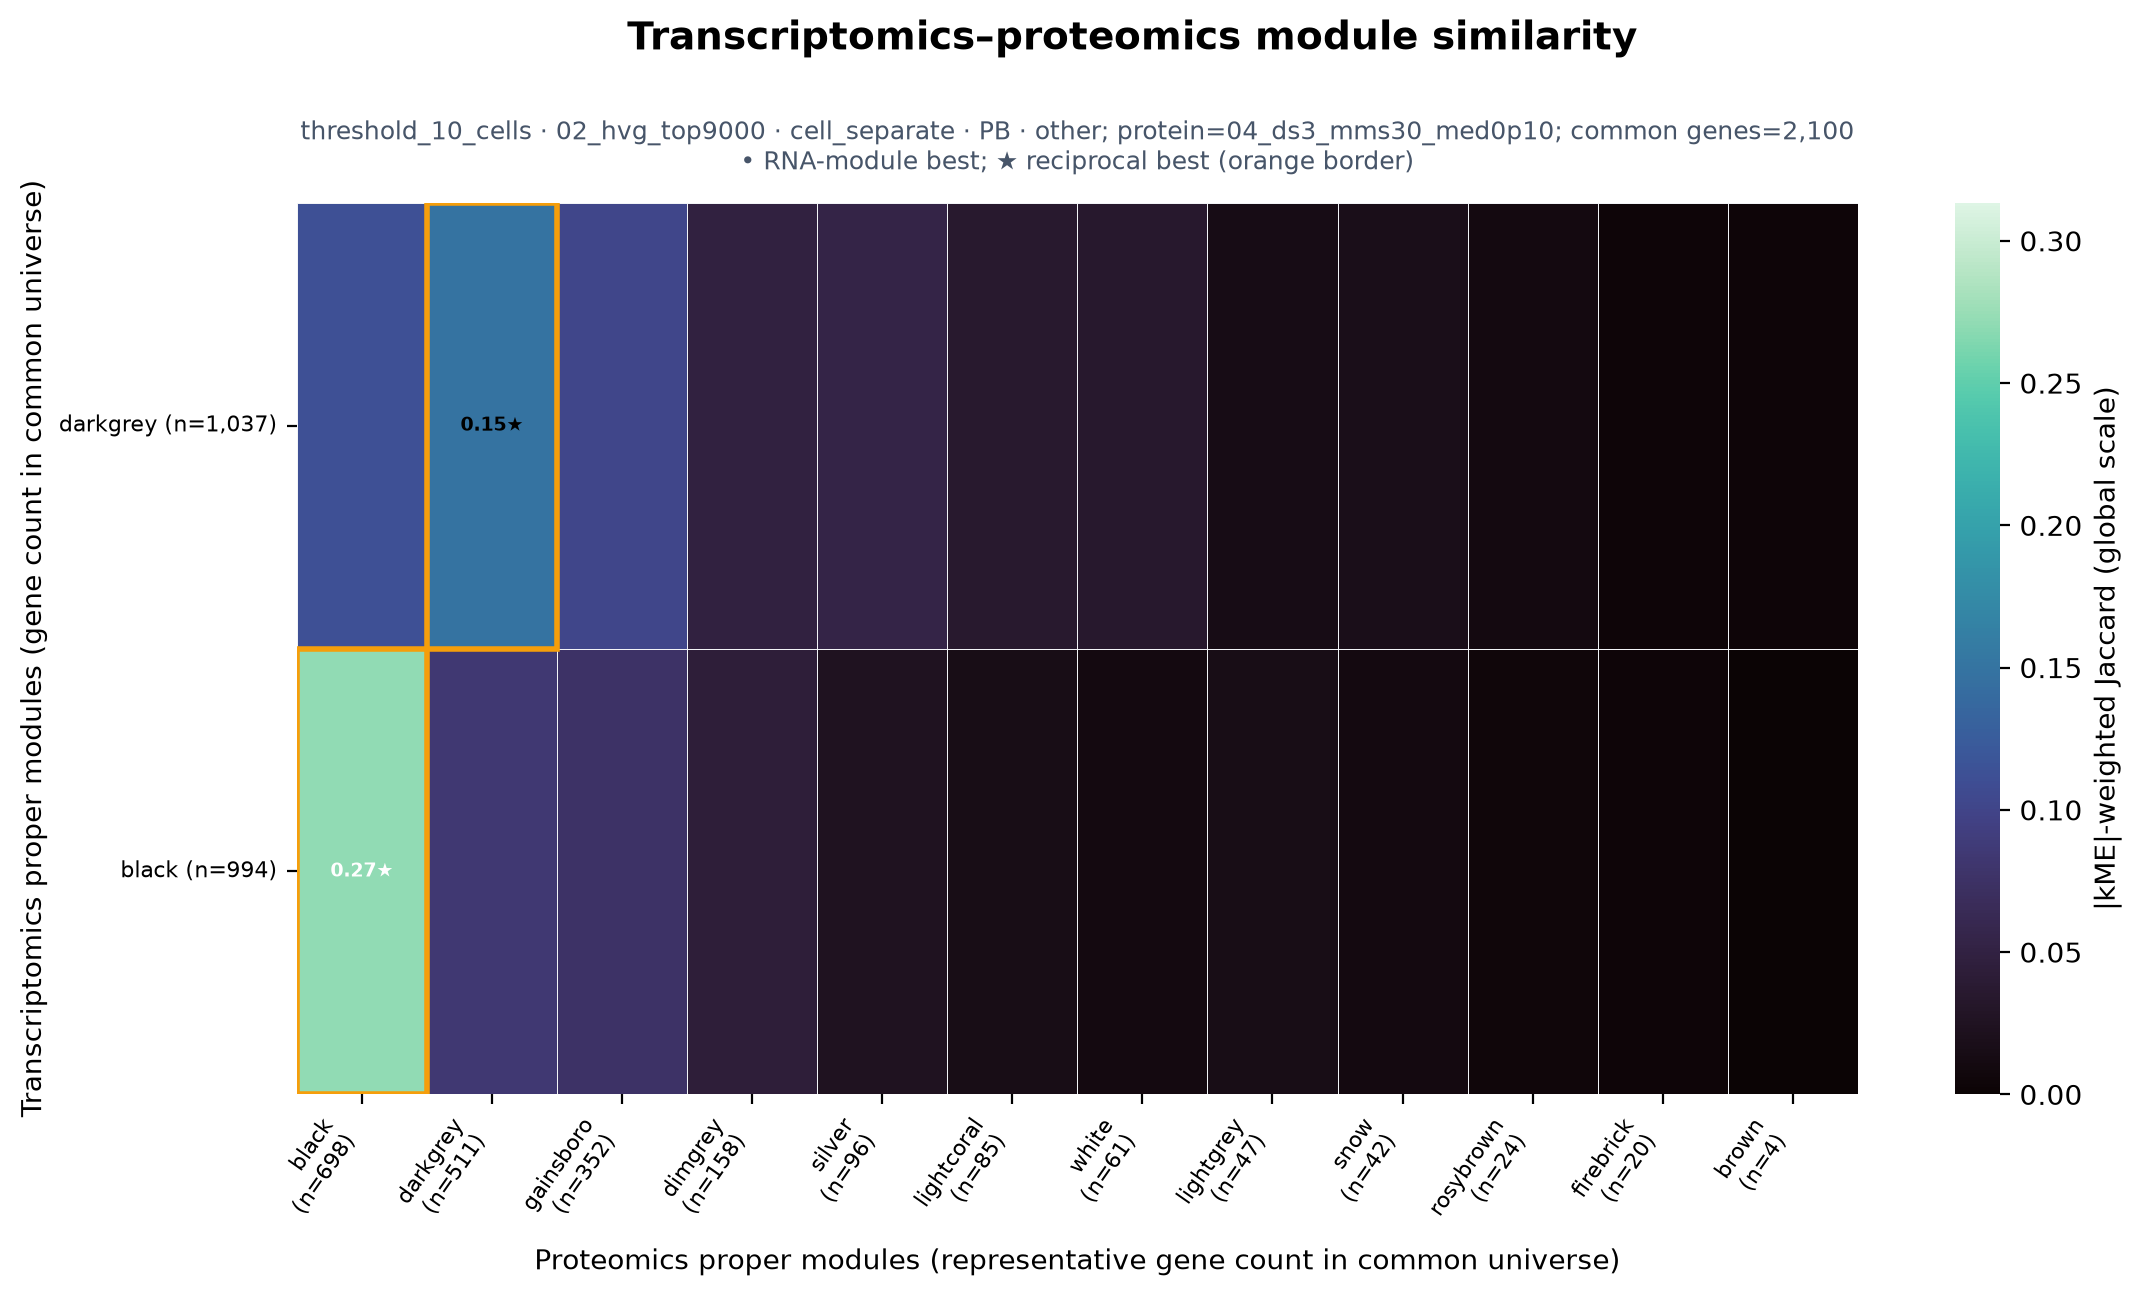 Transcriptomics–proteomics module similarity
threshold_10_cells · 02_hvg_top9000 · cell_separate · PB · other; protein=04_ds3_mms30_med0p10; common genes=2,100
• RNA-module best; ★ reciprocal best (orange border)
Transcriptomics proper modules (gene count in common universe)
darkgrey (n=1,037)
black (n=994)
0.15★
0.27★
black
(n=698)
darkgrey
(n=511)
gainsboro
(n=352)
dimgrey
(n=158)
silver
(n=96)
lightcoral
(n=85)
white
(n=61)
lightgrey
(n=47)
snow
(n=42)
rosybrown
(n=24)
firebrick
(n=20)
brown
(n=4)
Proteomics proper modules (representative gene count in common universe)
0.30
0.25
0.20
0.15
0.10
0.05
0.00
|kME|-weighted Jaccard (global scale)